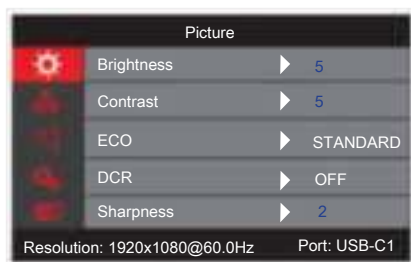 Picture
Brightness 5
Contrast 5
ECO STANDARD
DCR OFF
Sharpness 2
Resolution: 1920x1080@60.0Hz Port: USB-C1